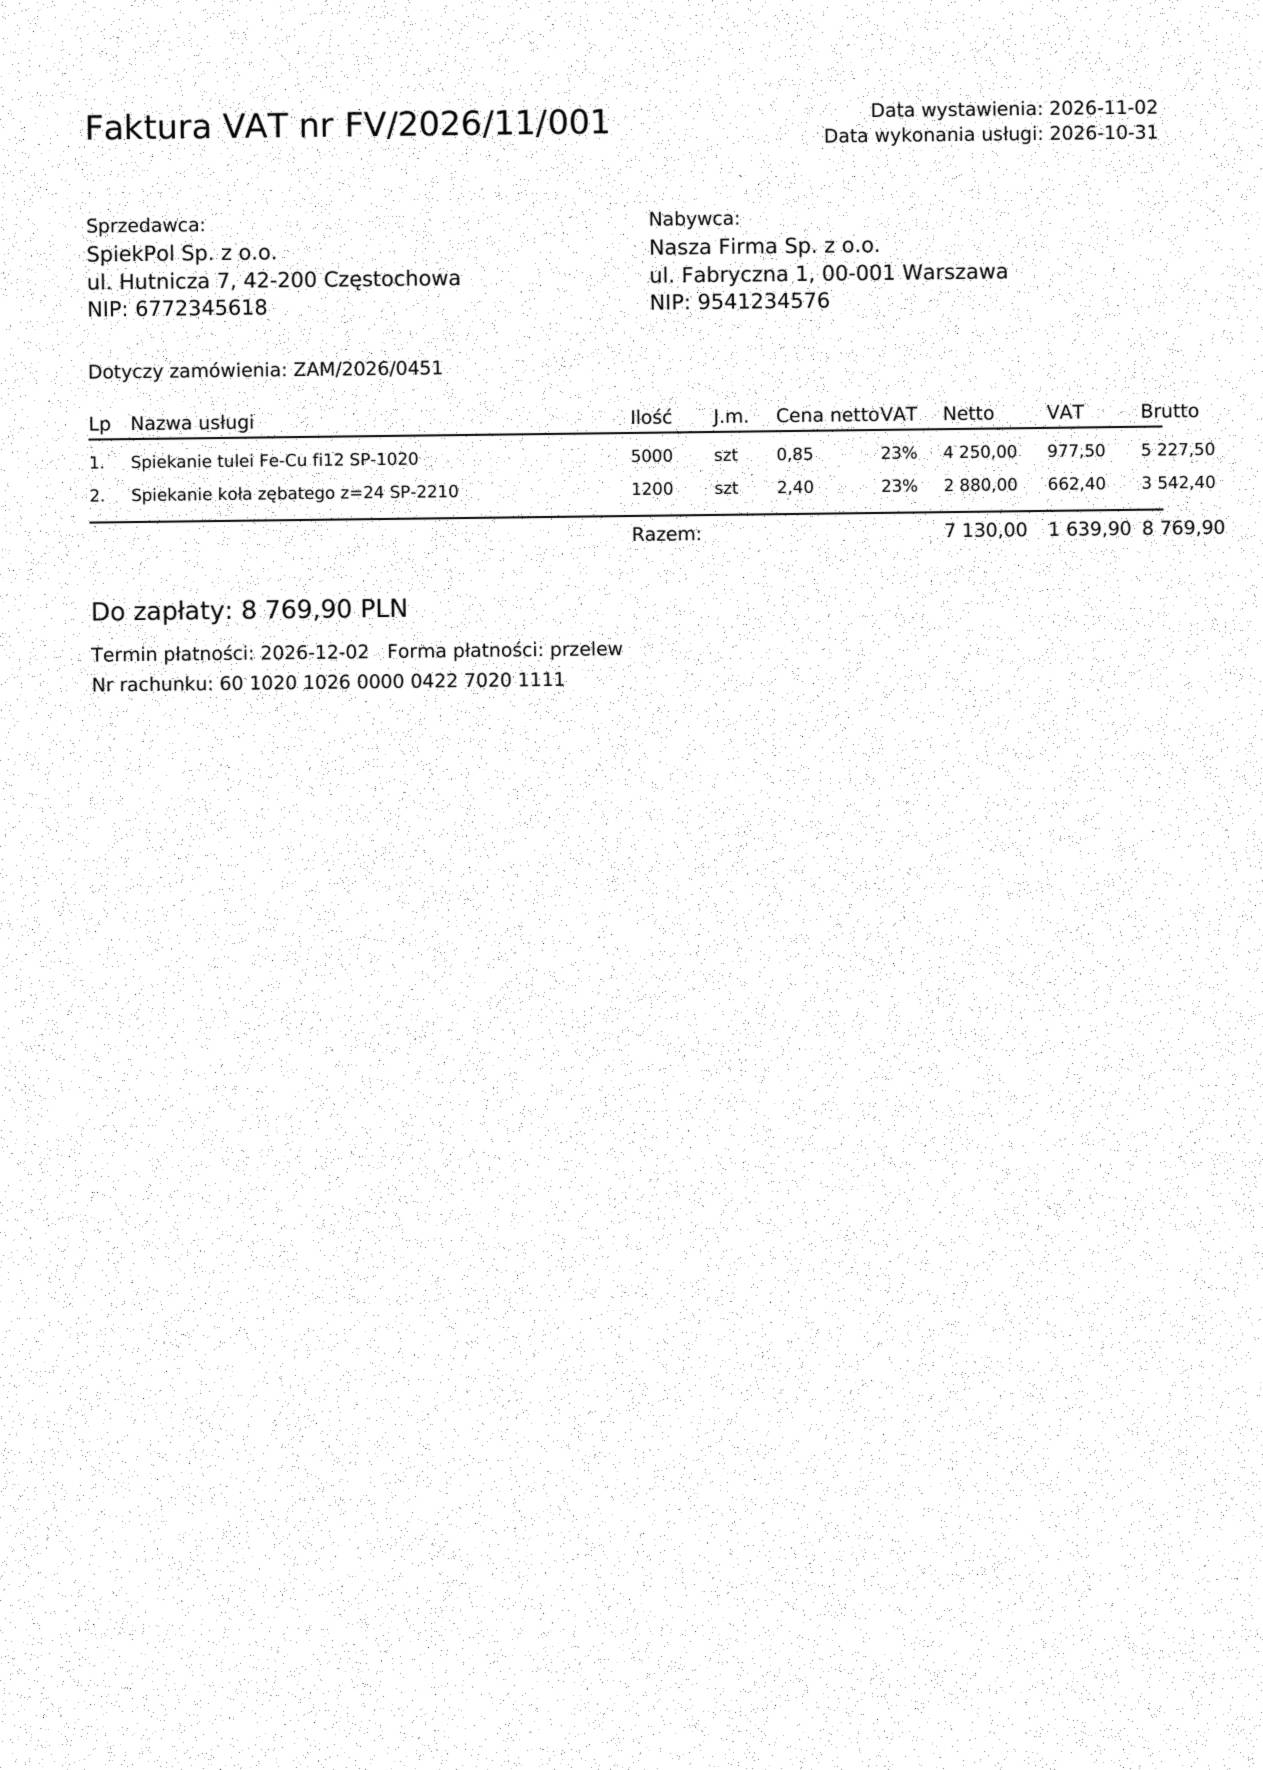 Faktura VAT nr FV/2026/11/001
Data wystawienia: 2026-11-02
Data wykonania usługi: 2026-10-31
Sprzedawca:
SpiekPol Sp. z o.o.
ul. Hutnicza 7, 42-200 Częstochowa
NIP: 6772345618
Nabywca:
Nasza Firma Sp. z o.o.
ul. Fabryczna 1, 00-001 Warszawa
NIP: 9541234576
Dotyczy zamówienia: ZAM/2026/0451
Lp Nazwa usługi Ilość J.m. Cena netto VAT Netto VAT Brutto
1. Spiekanie tulei Fe-Cu fi12 SP-1020 5000 szt 0,85 23% 4 250,00 977,50 5 227,50
2. Spiekanie koła zębatego z=24 SP-2210 1200 szt 2,40 23% 2 880,00 662,40 3 542,40
Razem: 7 130,00 1 639,90 8 769,90
Do zapłaty: 8 769,90 PLN
Termin płatności: 2026-12-02 Forma płatności: przelew
Nr rachunku: 60 1020 1026 0000 0422 7020 1111